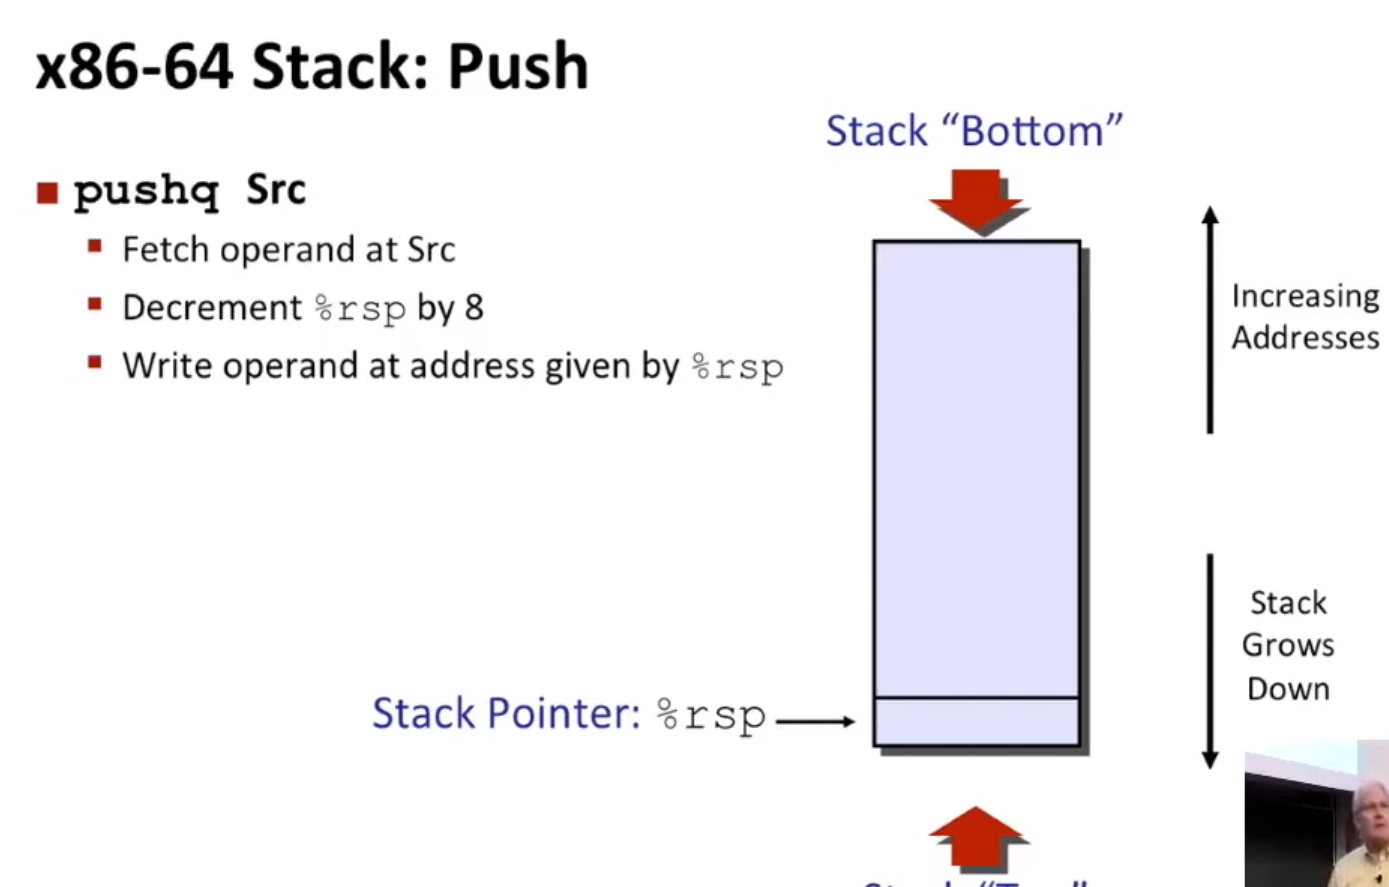 x86-64 Stack: Push
Stack “Bottom”
pushq Src
Fetch operand at Src
Decrement %rsp by 8
Write operand at address given by %rsp
Increasing
Addresses
Stack
Grows
Down
Stack Pointer: %rsp
Stack